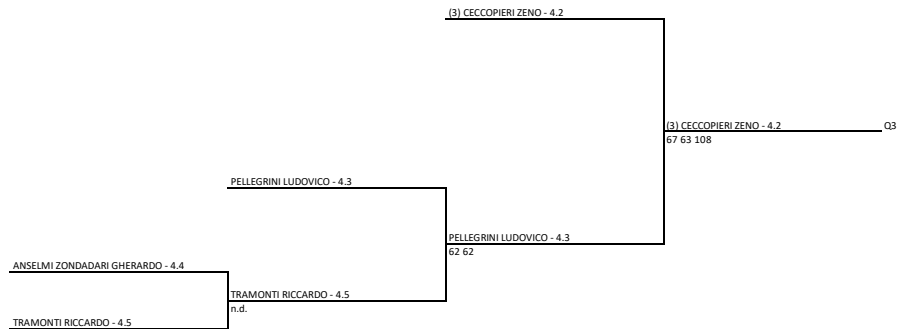 (3) CECCOPIERI ZENO - 4.2
(3) CECCOPIERI ZENO - 4.2
Q3
67 63 108
PELLEGRINI LUDOVICO - 4.3
PELLEGRINI LUDOVICO - 4.3
62 62
ANSELMI ZONDADARI GHERARDO - 4.4
TRAMONTI RICCARDO - 4.5
n.d.
TRAMONTI RICCARDO - 4.5